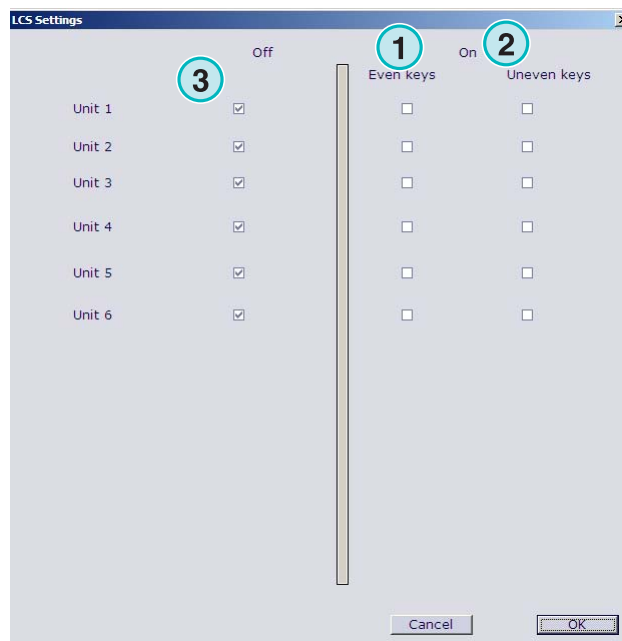 LCS Settings
Off
1
On
2
3
Even keys
Uneven keys
Unit 1
Unit 2
Unit 3
Unit 4
Unit 5
Unit 6
Cancel
OK